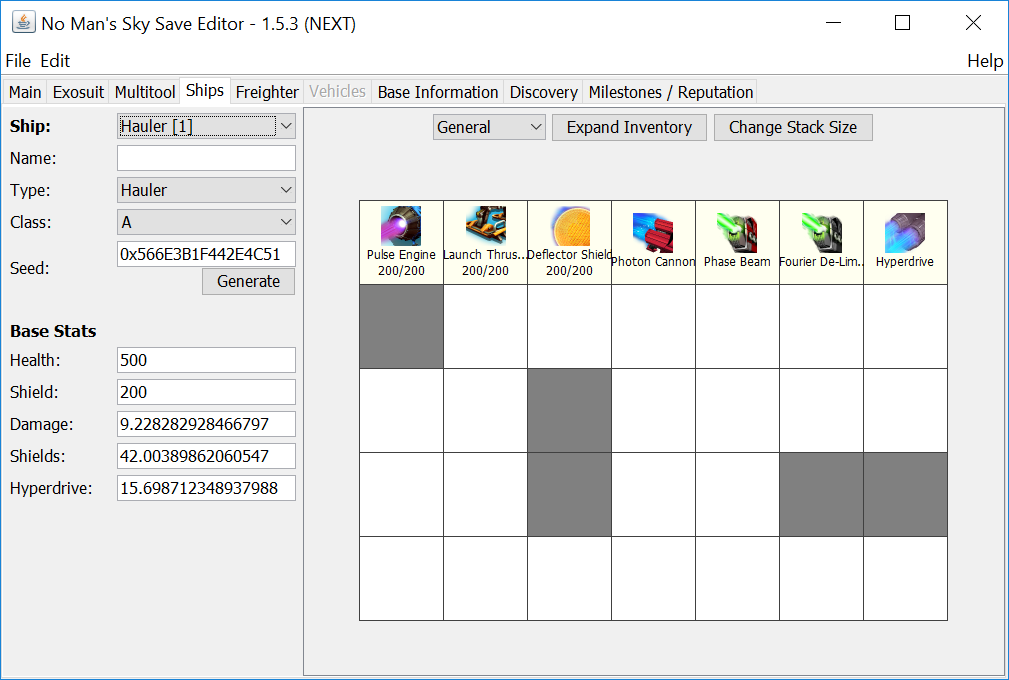 No Man's Sky Save Editor - 1.5.3 (NEXT)
File Edit Help
Main Exosuit Multitool Ships Freighter Vehicles Base Information Discovery Milestones / Reputation
Ship: Hauler [1]
General Expand Inventory Change Stack Size
Name:
Type: Hauler
Class: A
Seed: 0x566E3B1F442E4C51
Generate
Base Stats
Health: 500
Shield: 200
Damage: 9.228282928466797
Shields: 42.00389862060547
Hyperdrive: 15.698712348937988
Pulse Engine
200/200
Launch Thrus...
200/200
Deflector Shield
200/200
Photon Cannon
Phase Beam
Fourier De-Lim...
Hyperdrive